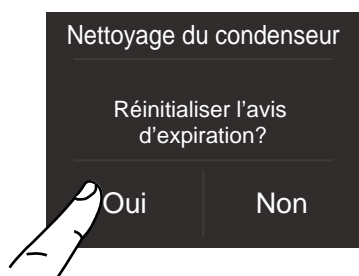 Nettoyage du condenseur
Réinitialiser l’avis
d’expiration?
Oui
Non